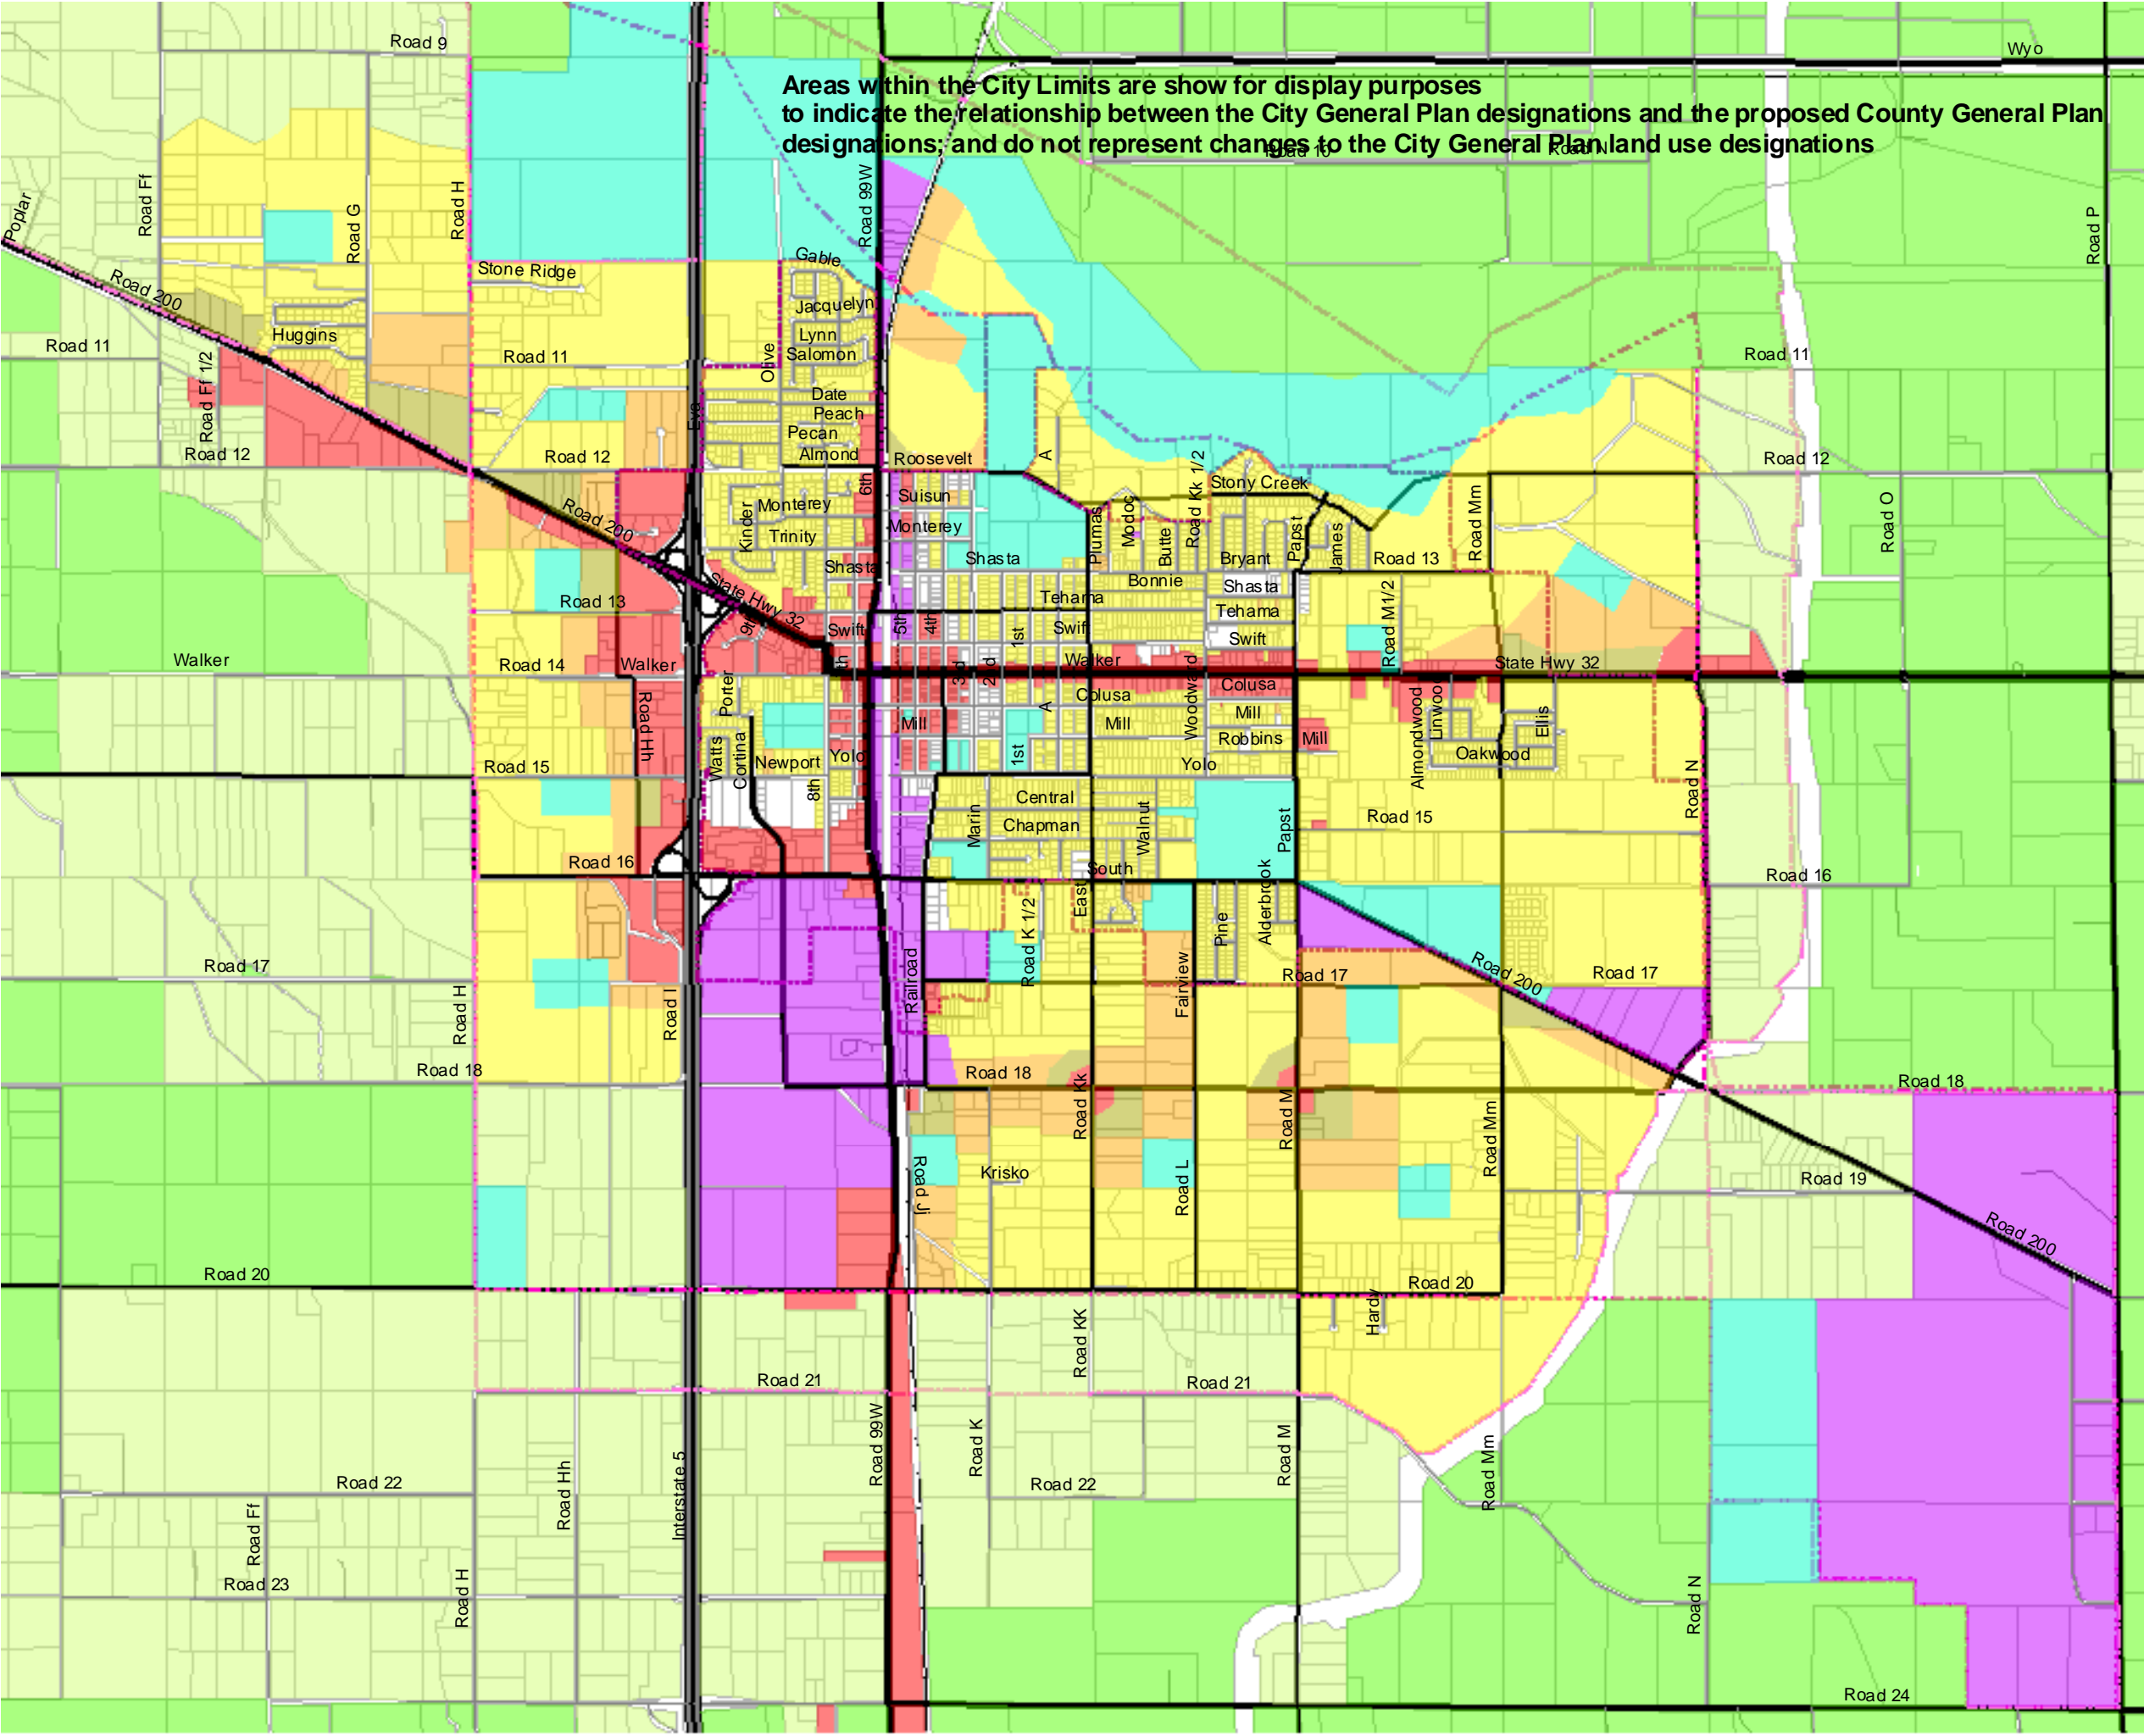 Road 9
Wyo
Areas within the City Limits are show for display purposes
to indicate the relationship between the City General Plan designations and the proposed County General Plan
designations; and do not represent changes to the City General Plan land use designations
Road 10
Road N
Poplar
Road Ff
Road G
Road H
Road 99W
Road P
Gable
Stone Ridge
Road 200
Jacquelyn
Huggins
Lynn
Road 11
Road 11
Salomon
Road 11
Olive
Road Ff 1/2
Date
Peach
Eva
Pecan
Road 12
Road 12
Almond
Roosevelt
A
Road 12
6th
Suisun
Stony Creek
Road Kk 1/2
Road 200
Kinder
Monterey
Monterey
Trinity
Plumas
Modoc
Butte
Papst
James
Road Mm
Road O
Shasta
Shasta
Bryant
Road 13
State Hwy 32
Bonnie
Shasta
Road 13
Tehama
Tehama
Road M1/2
9th
Swift
5th
4th
1st
Swift
Swift
Walker
Road 14
Walker
Walker
State Hwy 32
3rd
2nd
Porter
Colusa
Colusa
Woodward
Road Hh
Mill
A
Mill
Mill
Almondwood
Linwood
Ellis
Watts
Cortina
Yolo
1st
Robbins
Mill
Oakwood
Road 15
Newport
Yolo
8th
Road N
Central
Marin
Chapman
Walnut
Papst
Road 15
Road 16
South
Road 16
East
Road K 1/2
Pine
Alderbrook
Road 17
Railroad
Fairview
Road 17
Road 200
Road 17
Road H
Road I
Road 18
Road 18
Road 18
Road Kk
Road M
Road Mm
Road Jj
Krisko
Road L
Road 19
Road 200
Road 20
Road 20
Hardy
Road KK
Road 21
Road 21
Road 99W
Road K
Road M
Road Mm
Interstate 5
Road Hh
Road 22
Road 22
Road Ff
Road 23
Road H
Road N
Road 24